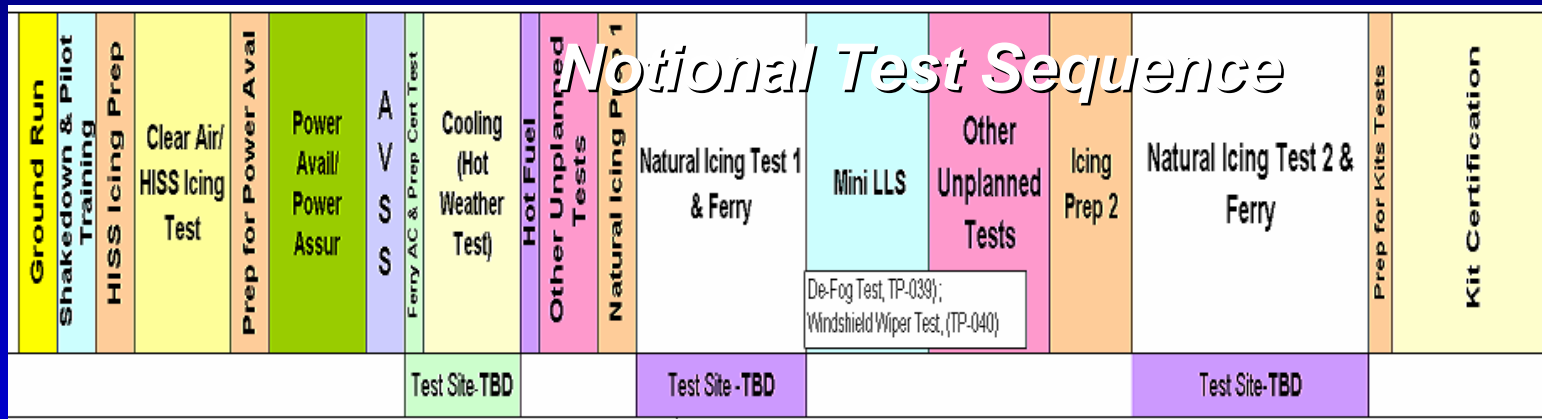 Notional Test Sequence
Ground Run
Shakedown & Pilot
Training
HISS Icing Prep
Clear Air/
HISS Icing
Test
Prep for Power Aval
Power
Avail/
Power
Assur
A
V
S
S
Ferry AC & Prep Cert Test
Cooling
(Hot
Weather
Test)
Hot Fuel
Other Unplanned
Tests
Natural Icing Prep 1
Natural Icing Test 1
& Ferry
Mini LLS
De-Fog Test, TP-039);
Windshield Wiper Test, (TP-040)
Other
Unplanned
Tests
Icing
Prep 2
Natural Icing Test 2 &
Ferry
Prep for Kits Tests
Kit Certification
Test Site-TBD
Test Site -TBD
Test Site-TBD